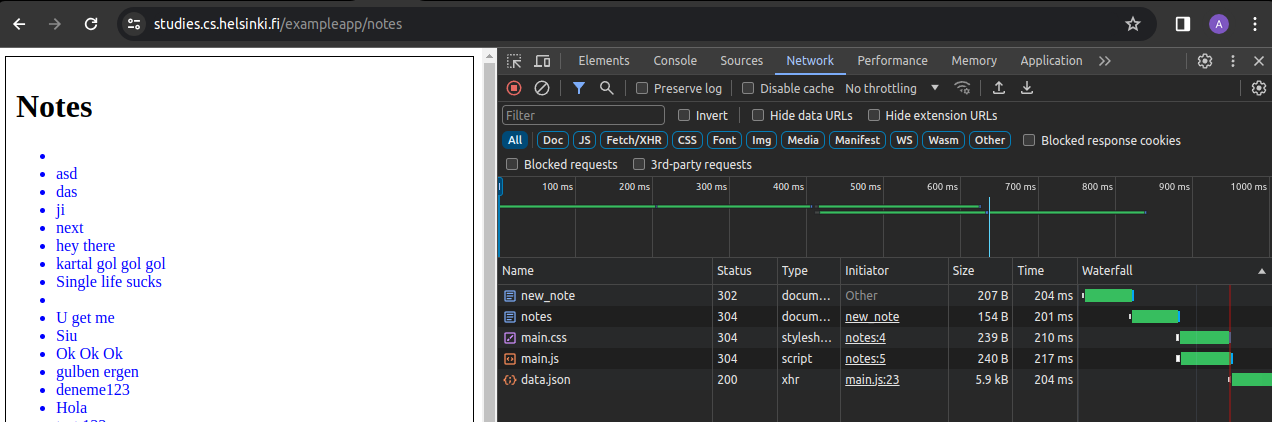 studies.cs.helsinki.fi/exampleapp/notes
A
Notes
asd
das
ji
next
hey there
kartal gol gol gol
Single life sucks
U get me
Siu
Ok Ok Ok
gulben ergen
deneme123
Hola
Elements Console Sources Network Performance Memory Application
Preserve log Disable cache No throttling
Filter Invert Hide data URLs Hide extension URLs
All Doc JS Fetch/XHR CSS Font Img Media Manifest WS Wasm Other Blocked response cookies
Blocked requests 3rd-party requests
100 ms 200 ms 300 ms 400 ms 500 ms 600 ms 700 ms 800 ms 900 ms 1000 ms
Name Status Type Initiator Size Time Waterfall
new_note 302 docum... Other 207 B 204 ms
notes 304 docum... new_note 154 B 201 ms
main.css 304 stylesh... notes:4 239 B 210 ms
main.js 304 script notes:5 240 B 217 ms
data.json 200 xhr main.js:23 5.9 kB 204 ms